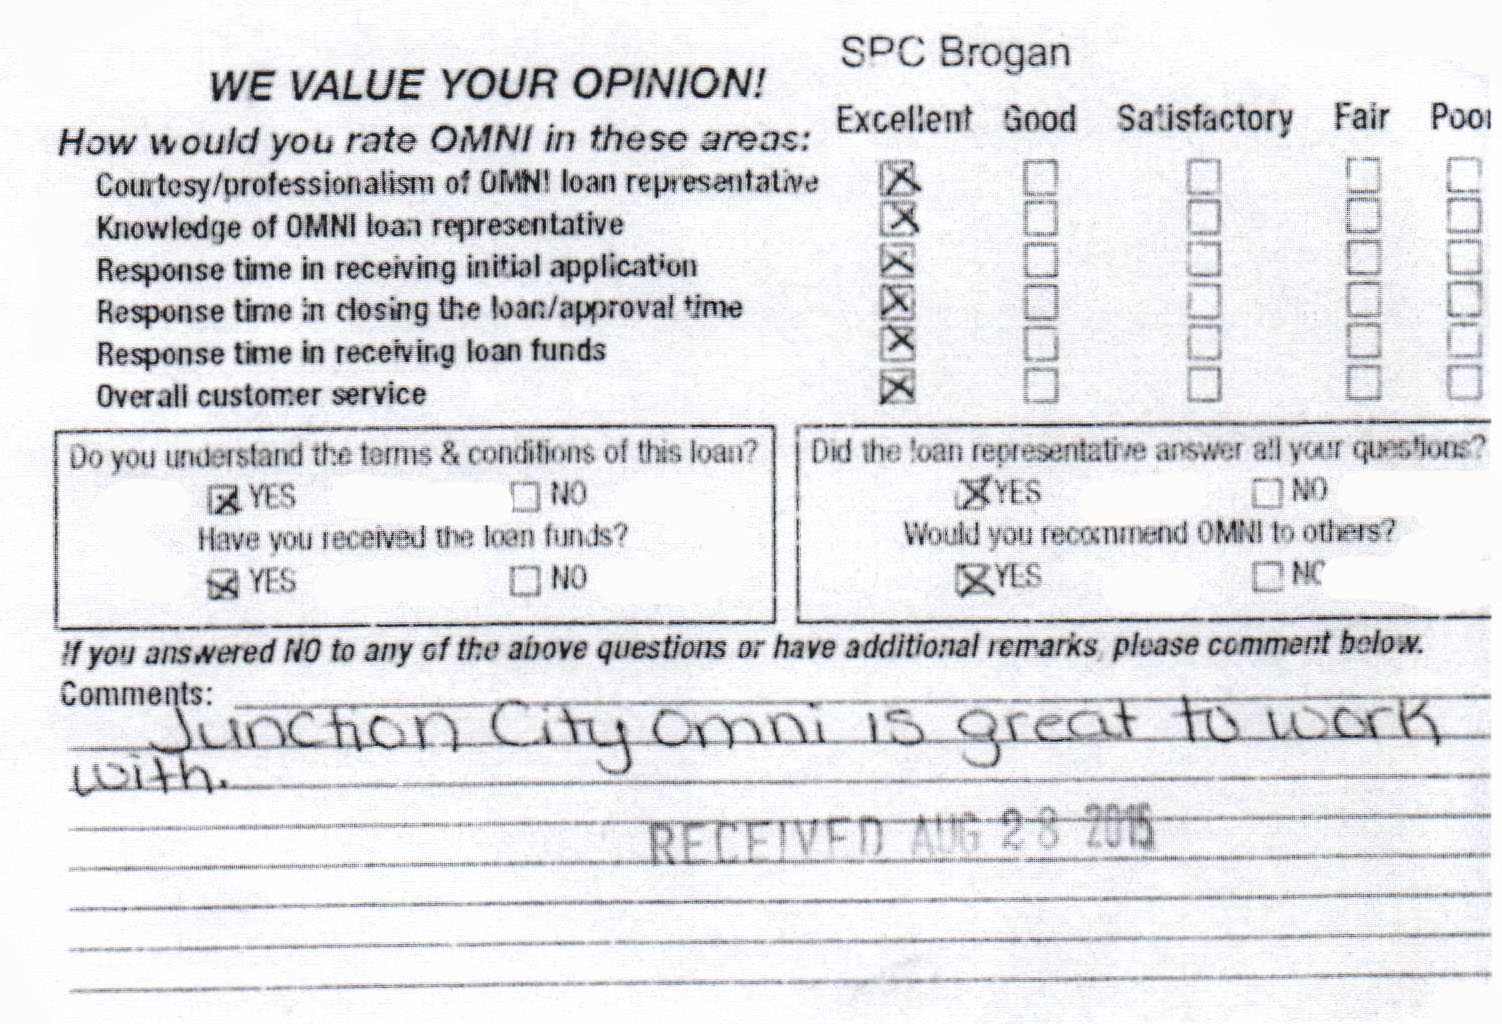 SPC Brogan
WE VALUE YOUR OPINION!
How would you rate OMNI in these areas:
Excellent Good Satisfactory Fair Poor
Courtesy/professionalism of OMNI loan representative
Knowledge of OMNI loan representative
Response time in receiving initial application
Response time in closing the loan/approval time
Response time in receiving loan funds
Overall customer service
Do you understand the terms & conditions of this loan?
YES NO
Have you received the loan funds?
YES NO
Did the loan representative answer all your questions?
YES NO
Would you recommend OMNI to others?
YES NO
If you answered NO to any of the above questions or have additional remarks, please comment below.
Comments:
Junction City Omni is great to work
with.
RECEIVED AUG 28 2015